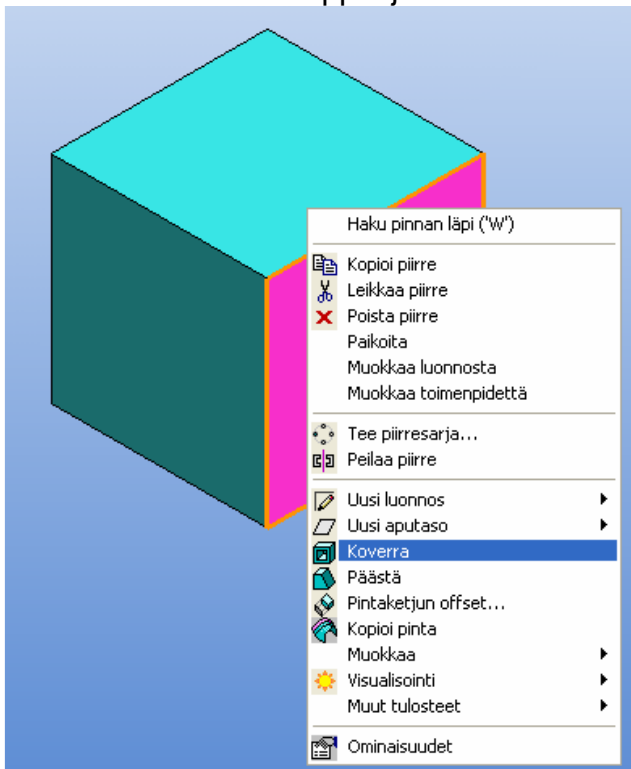 Haku pinnan läpi ('W')
Kopioi piirre
Leikkaa piirre
Poista piirre
Paikoita
Muokkaa luonnosta
Muokkaa toimenpidettä
Tee piirresarja...
Peilaa piirre
Uusi luonnos
Uusi aputaso
Koverra
Päästä
Pintaketjun offset...
Kopioi pinta
Muokkaa
Visualisointi
Muut tulosteet
Ominaisuudet